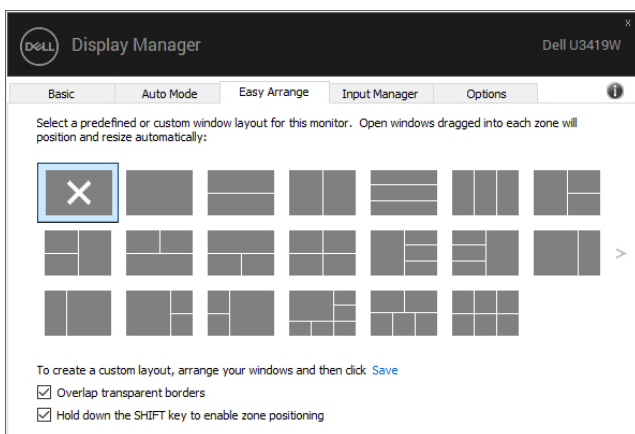 x
DELL Display Manager Dell U3419W
Basic Auto Mode Easy Arrange Input Manager Options i
Select a predefined or custom window layout for this monitor. Open windows dragged into each zone will
position and resize automatically:
>
To create a custom layout, arrange your windows and then click Save
Overlap transparent borders
Hold down the SHIFT key to enable zone positioning